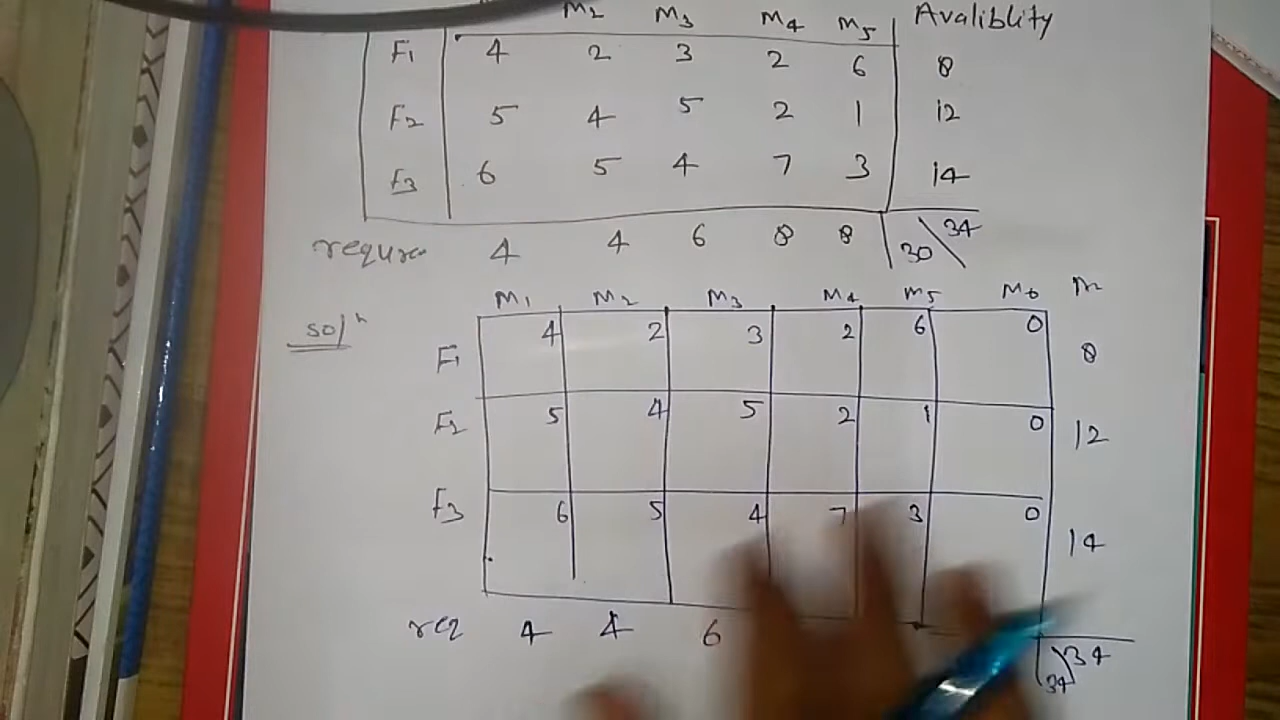 M2 M3 M4 M5 Avaliblity
F1 4 2 3 2 6 8
F2 5 4 5 2 1 12
F3 6 5 4 7 3 14
4 4 6 8 8 30 34
M1 M2 M3 M4 M5 M6
Soln
F1 4 2 3 2 6 0 8
F2 5 4 5 2 1 0 12
F3 6 5 4 7 3 0 14
req 4 4 6 34 34